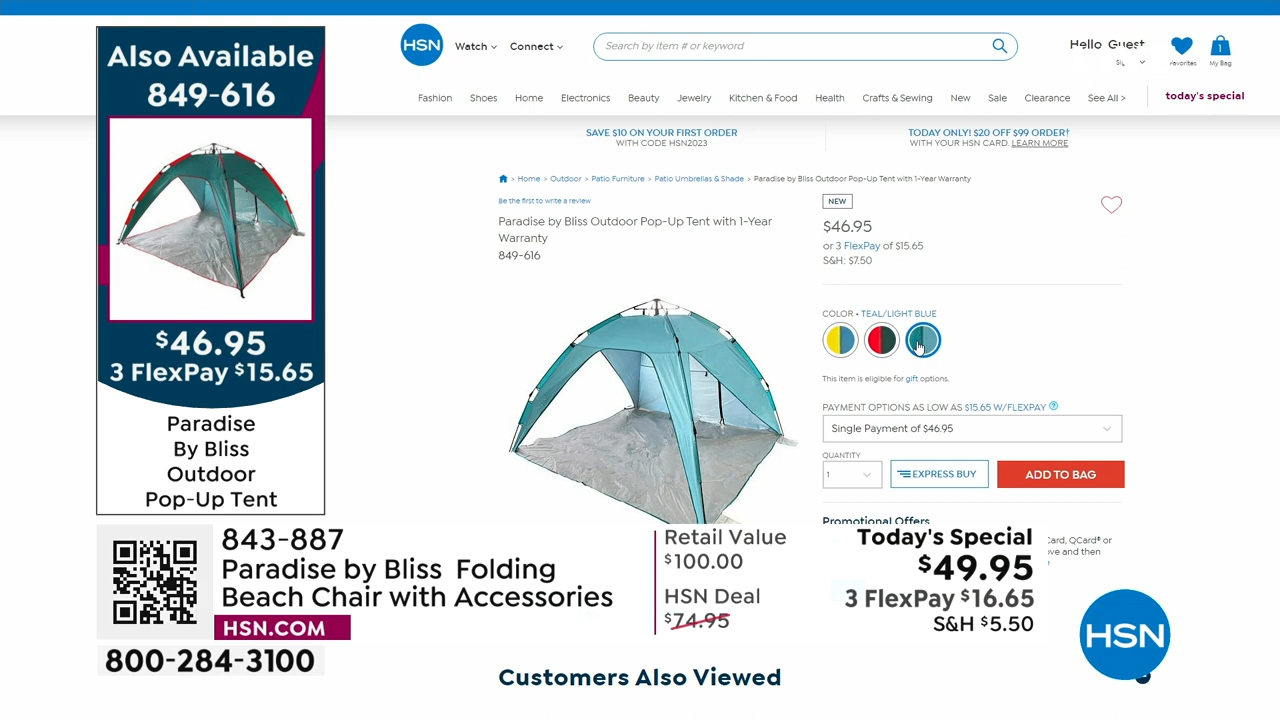 Also Available
849-616
$46.95
3 FlexPay $15.65
Paradise
By Bliss
Outdoor
Pop-Up Tent
HSN
Watch
Connect
Search by item # or keyword
Hello Guest
Favorites
1
My Bag
Fashion
Shoes
Home
Electronics
Beauty
Jewelry
Kitchen & Food
Health
Crafts & Sewing
New
Sale
Clearance
See All >
today's special
SAVE $10 ON YOUR FIRST ORDER
WITH CODE HSN2023
TODAY ONLY! $20 OFF $99 ORDER†
WITH YOUR HSN CARD. LEARN MORE
> Home > Outdoor > Patio Furniture > Patio Umbrellas & Shade > Paradise by Bliss Outdoor Pop-Up Tent with 1-Year Warranty
Be the first to write a review
Paradise by Bliss Outdoor Pop-Up Tent with 1-Year
Warranty
849-616
NEW
$46.95
or 3 FlexPay of $15.65
S&H: $7.50
COLOR • TEAL/LIGHT BLUE
This item is eligible for gift options.
PAYMENT OPTIONS AS LOW AS $15.65 W/FLEXPAY ?
Single Payment of $46.95
QUANTITY
1
EXPRESS BUY
ADD TO BAG
Promotional Offers
Card, QCard® or
ve and then
843-887
Paradise by Bliss Folding
Beach Chair with Accessories
HSN.COM
800-284-3100
Retail Value
$100.00
HSN Deal
$74.95
Today's Special
$49.95
3 FlexPay $16.65
S&H $5.50
HSN
Customers Also Viewed